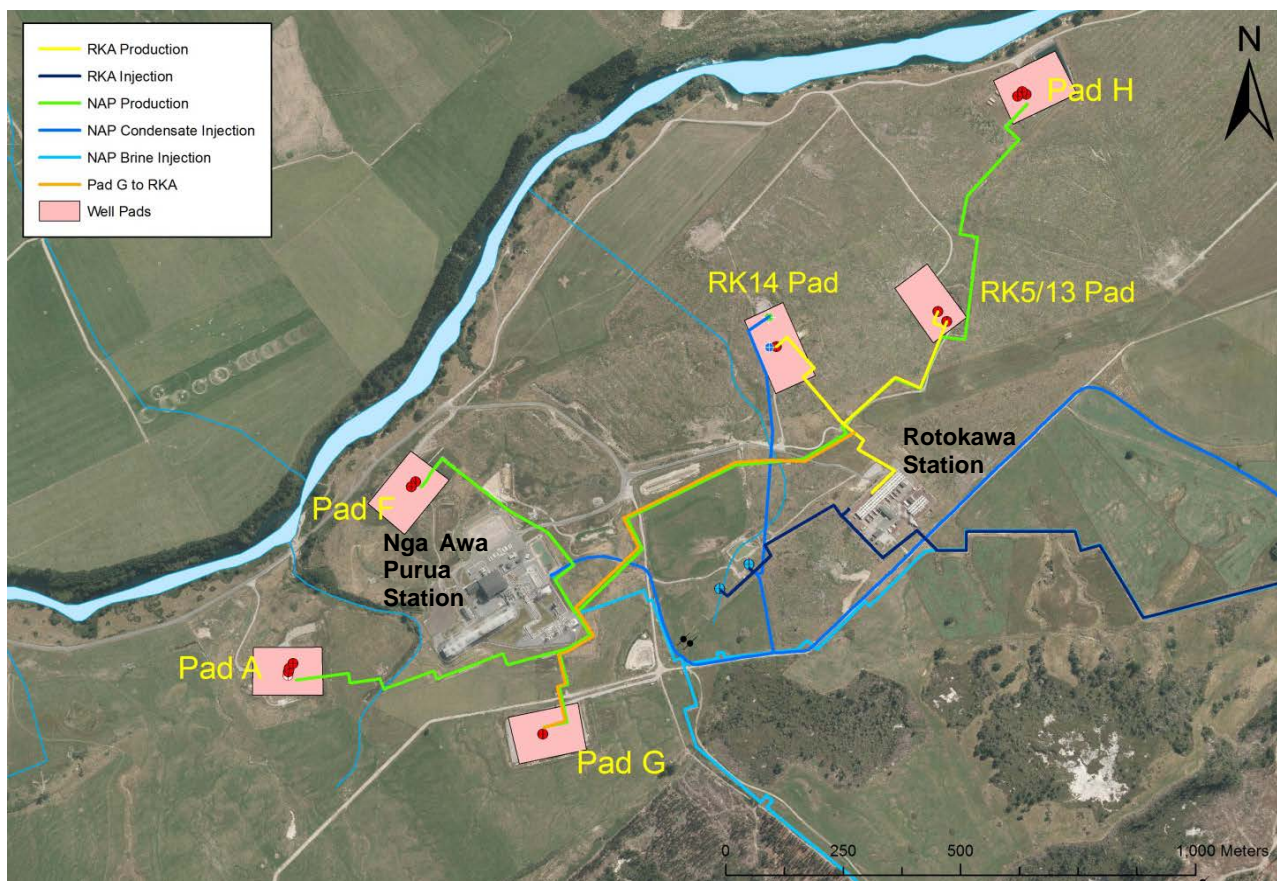 RKA Production
RKA Injection
NAP Production
NAP Condensate Injection
NAP Brine Injection
Pad G to RKA
Well Pads
N
Pad H
RK14 Pad
RK5/13 Pad
Rotokawa
Station
Pad F
Nga Awa
Purua
Station
Pad A
Pad G
0
250
500
1,000 Meters